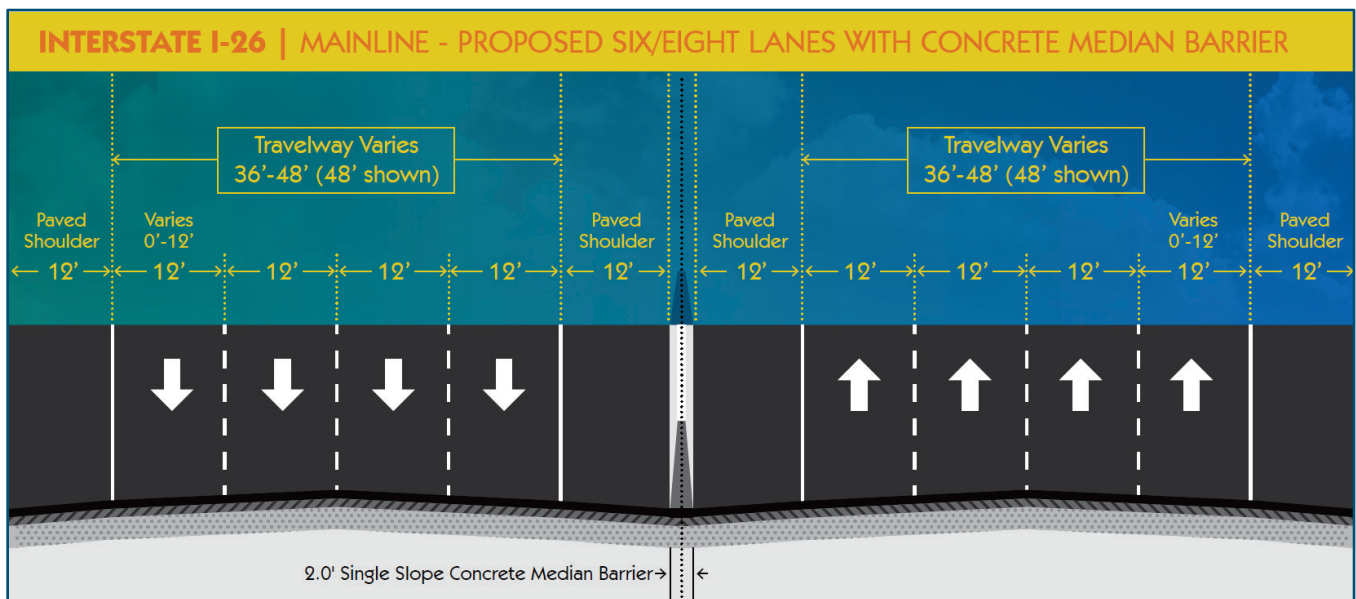 INTERSTATE I-26 | MAINLINE - PROPOSED SIX/EIGHT LANES WITH CONCRETE MEDIAN BARRIER
Travelway Varies
36'-48' (48' shown)
Travelway Varies
36'-48' (48' shown)
Paved
Shoulder
Varies
0'-12'
Paved
Shoulder
Paved
Shoulder
Varies
0'-12'
Paved
Shoulder
12' 12' 12' 12' 12' 12' 12' 12' 12' 12' 12' 12'
2.0' Single Slope Concrete Median Barrier